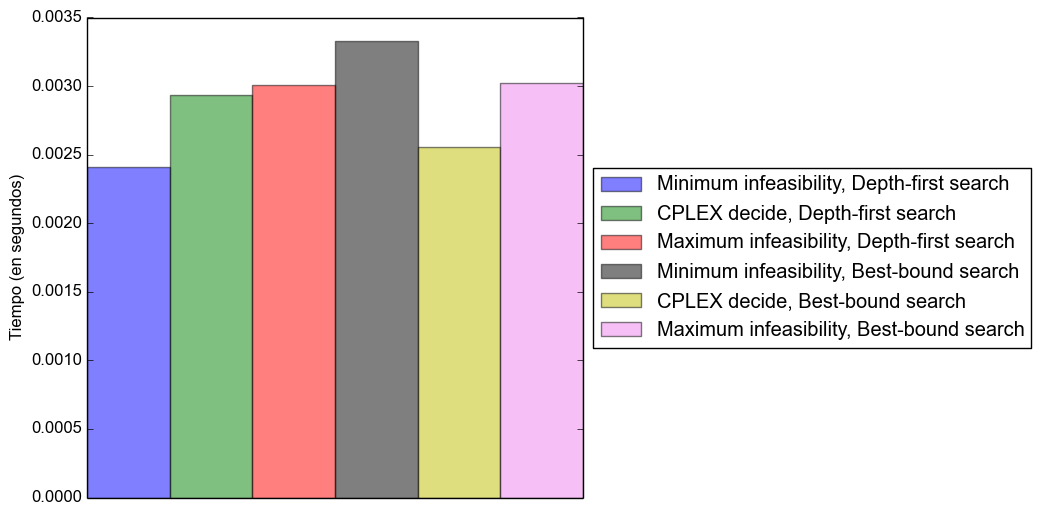 0.0035
0.0030
0.0025
0.0020
0.0015
0.0010
0.0005
0.0000
Tiempo (en segundos)
Minimum infeasibility, Depth-first search
CPLEX decide, Depth-first search
Maximum infeasibility, Depth-first search
Minimum infeasibility, Best-bound search
CPLEX decide, Best-bound search
Maximum infeasibility, Best-bound search